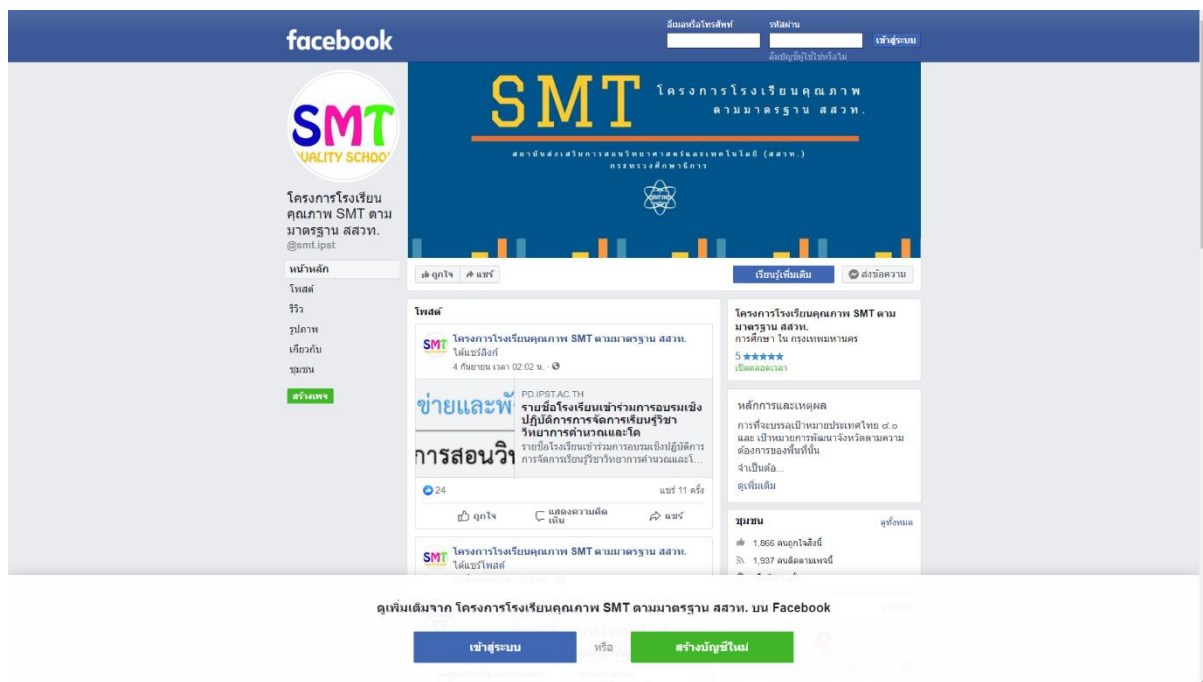 facebook
อีเมลหรือโทรศัพท์
รหัสผ่าน
เข้าสู่ระบบ
ลืมบัญชีผู้ใช้ใช่หรือไม่
SMT
QUALITY SCHOOL
SMT
โครงการโรงเรียนคุณภาพ
ตามมาตรฐาน สสวท.
สถาบันส่งเสริมการสอนวิทยาศาสตร์และเทคโนโลยี (สสวท.)
กระทรวงศึกษาธิการ
โครงการโรงเรียน
คุณภาพ SMT ตาม
มาตรฐาน สสวท.
@smt.ipst
หน้าหลัก
โพสต์
รีวิว
รูปภาพ
เกี่ยวกับ
ชุมชน
สร้างเพจ
ถูกใจ
แชร์
เรียนรู้เพิ่มเติม
ส่งข้อความ
โพสต์
SMT
โครงการโรงเรียนคุณภาพ SMT ตามมาตรฐาน สสวท.
ได้แชร์ลิงก์
4 กันยายน เวลา 02:02 น. ·
ข่ายและพั
การสอนวิท
PD.IPST.AC.TH
รายชื่อโรงเรียนเข้าร่วมการอบรมเชิง
ปฏิบัติการการจัดการเรียนรู้วิชา
วิทยาการคำนวณและโค
รายชื่อโรงเรียนเข้าร่วมการอบรมเชิงปฏิบัติการ
การจัดการเรียนรู้วิชาวิทยาการคำนวณและโ...
24
แชร์ 11 ครั้ง
ถูกใจ
แสดงความคิด
เห็น
แชร์
SMT
โครงการโรงเรียนคุณภาพ SMT ตามมาตรฐาน สสวท.
ได้แชร์โพสต์
โครงการโรงเรียนคุณภาพ SMT ตาม
มาตรฐาน สสวท.
การศึกษา ใน กรุงเทพมหานคร
5 ★★★★★
เปิดตลอดเวลา
หลักการและเหตุผล
การที่จะบรรลุเป้าหมายประเทศไทย ๔.๐
และ เป้าหมายการพัฒนาจังหวัดตามความ
ต้องการของพื้นที่นั้น
จำเป็นต้อ...
ดูเพิ่มเติม
ชุมชน
ดูทั้งหมด
1,866 คนถูกใจสิ่งนี้
1,937 คนติดตามเพจนี้
ดูเพิ่มเติมจาก โครงการโรงเรียนคุณภาพ SMT ตามมาตรฐาน สสวท. บน Facebook
เข้าสู่ระบบ
หรือ
สร้างบัญชีใหม่